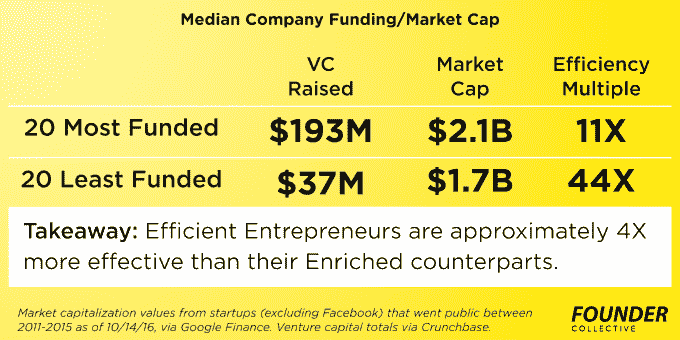 Median Company Funding/Market Cap
VC Raised Market Cap Efficiency Multiple
20 Most Funded $193M $2.1B 11X
20 Least Funded $37M $1.7B 44X
Takeaway: Efficient Entrepreneurs are approximately 4X
more effective than their Enriched counterparts.
Market capitalization values from startups (excluding Facebook) that went public between
2011-2015 as of 10/14/16, via Google Finance. Venture capital totals via Crunchbase.
FOUNDER
COLLECTIVE